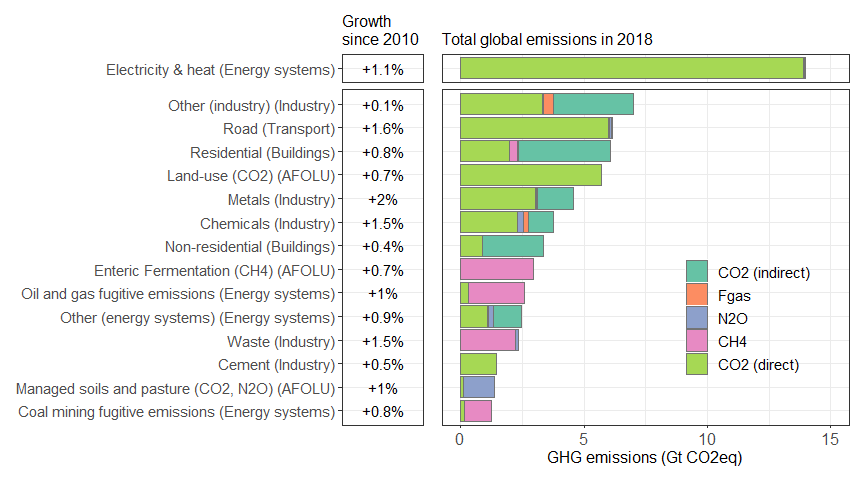 Growth
since 2010
Total global emissions in 2018
Electricity & heat (Energy systems) +1.1%
Other (industry) (Industry) +0.1%
Road (Transport) +1.6%
Residential (Buildings) +0.8%
Land-use (CO2) (AFOLU) +0.7%
Metals (Industry) +2%
Chemicals (Industry) +1.5%
Non-residential (Buildings) +0.4%
Enteric Fermentation (CH4) (AFOLU) +0.7%
Oil and gas fugitive emissions (Energy systems) +1%
Other (energy systems) (Energy systems) +0.9%
Waste (Industry) +1.5%
Cement (Industry) +0.5%
Managed soils and pasture (CO2, N2O) (AFOLU) +1%
Coal mining fugitive emissions (Energy systems) +0.8%
CO2 (indirect)
Fgas
N2O
CH4
CO2 (direct)
0 5 10 15
GHG emissions (Gt CO2eq)